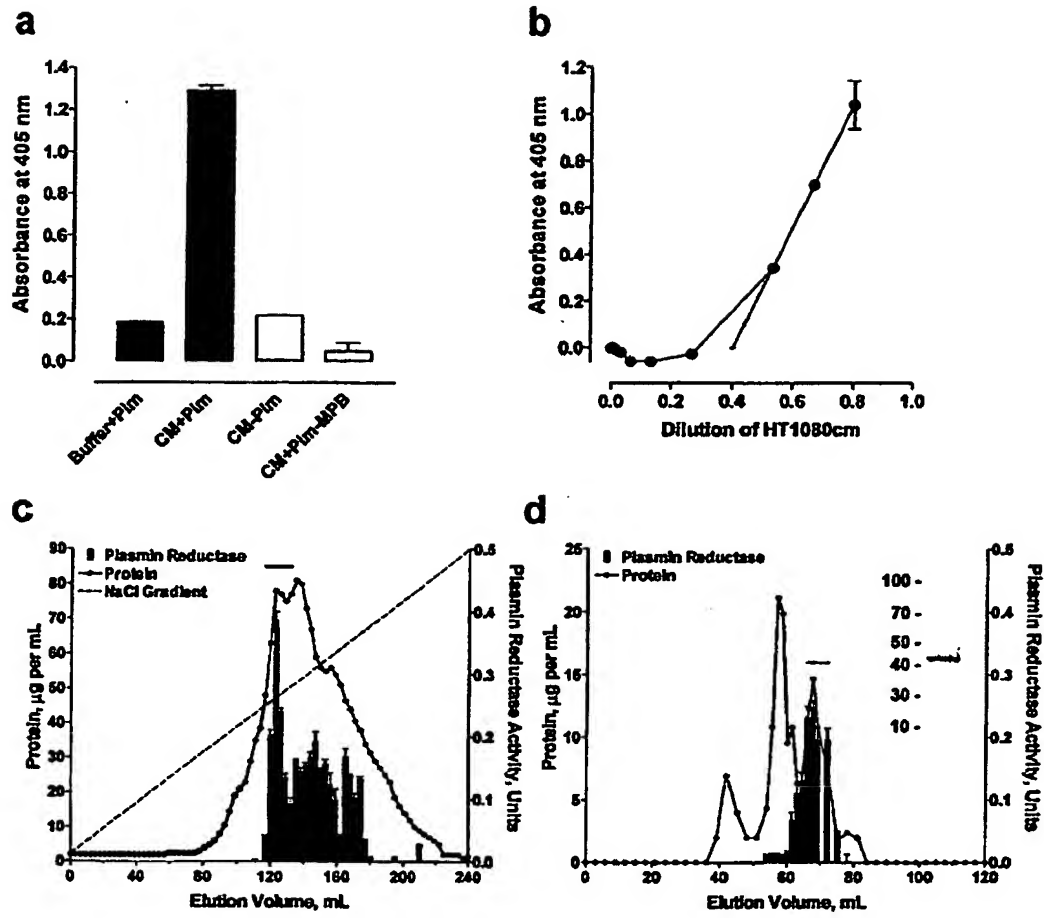 a
Absorbance at 405 nm
1.4
1.2
1.0
0.8
0.6
0.4
0.2
0.0
Buffer+Plm
CM+Plm
CM-Plm
CM+Plm-MPB
b
Absorbance at 405 nm
1.2
1.0
0.8
0.6
0.4
0.2
0.0
0.0 0.2 0.4 0.6 0.8 1.0
Dilution of HT1080cm
c
Protein, µg per mL
90
80
70
60
50
40
30
20
10
0
Plasmin Reductase
Protein
NaCl Gradient
0.5
0.4
0.3
0.2
0.1
0.0
Plasmin Reductase Activity, Units
0 40 80 120 160 200 240
Elution Volume, mL
d
Protein, µg per mL
25
20
15
10
5
0
Plasmin Reductase
Protein
100 -
70 -
50 -
40 -
30 -
10 -
0.5
0.4
0.3
0.2
0.1
0.0
Plasmin Reductase Activity, Units
0 20 40 60 80 100 120
Elution Volume, mL